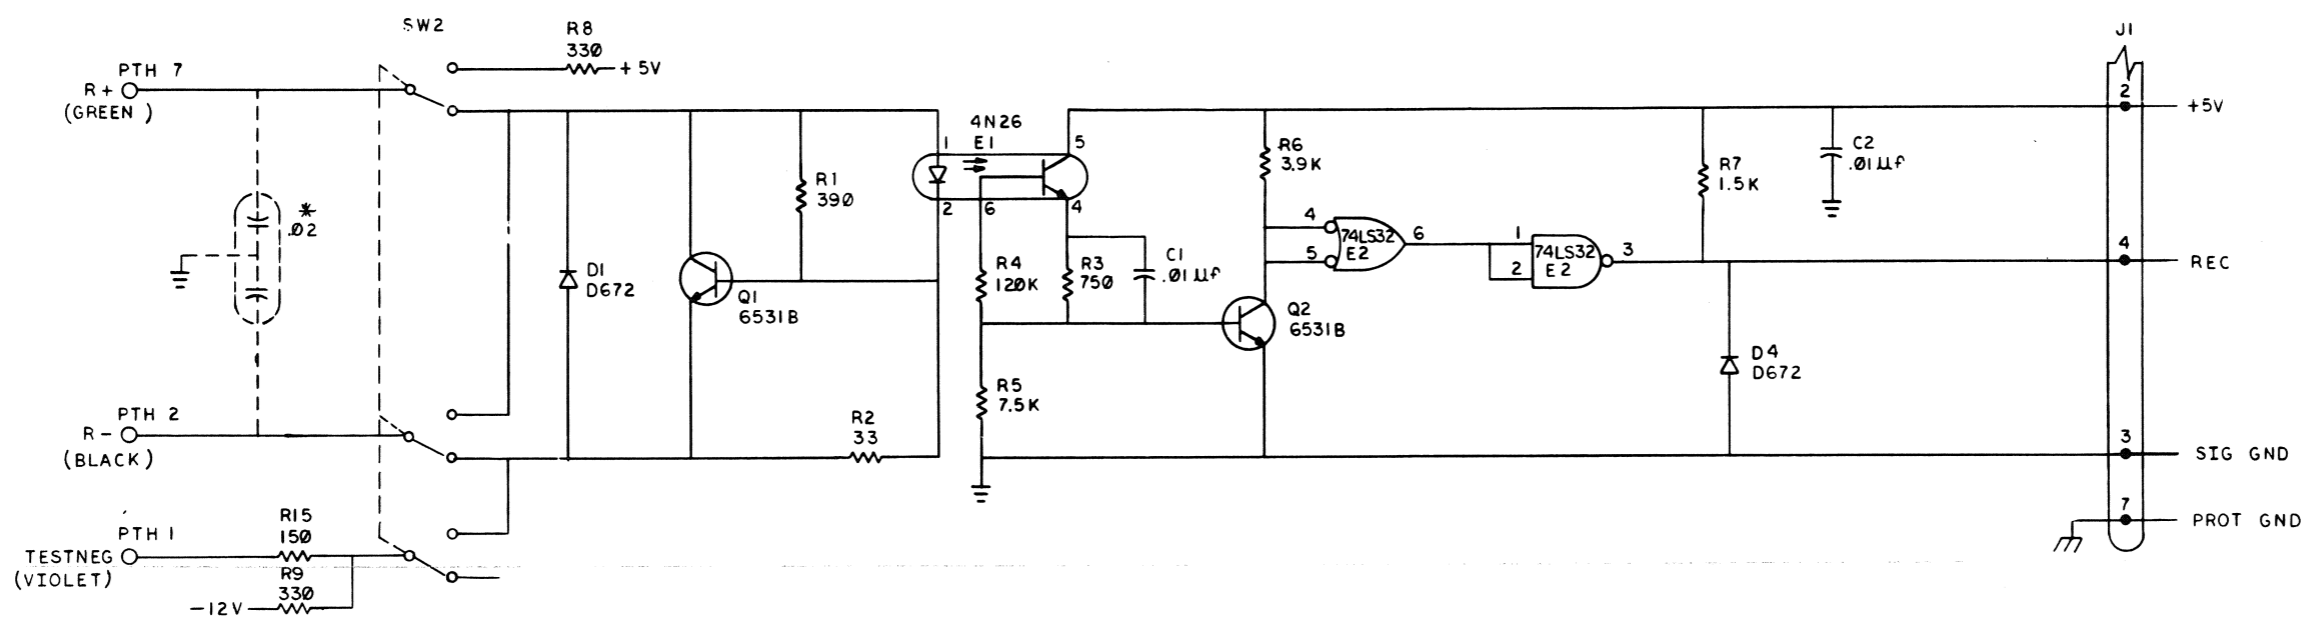 SW2
R8
330
+5V
J1
PTH 7
R+
(GREEN )
2
+5V
4N26
E1
1
5
2
6
4
R6
3.9K
C2
.01µf
R7
1.5K
R1
390
*
.02
4
5
74LS32
E2
6
1
2
74LS32
E2
3
4
REC
R4
120K
R3
750
C1
.01µf
D1
D672
Q1
6531B
Q2
6531B
D4
D672
R5
7.5K
PTH 2
R-
(BLACK)
R2
33
3
SIG GND
PTH 1
R15
150
TESTNEG
(VIOLET)
R9
330
-12V
7
PROT GND